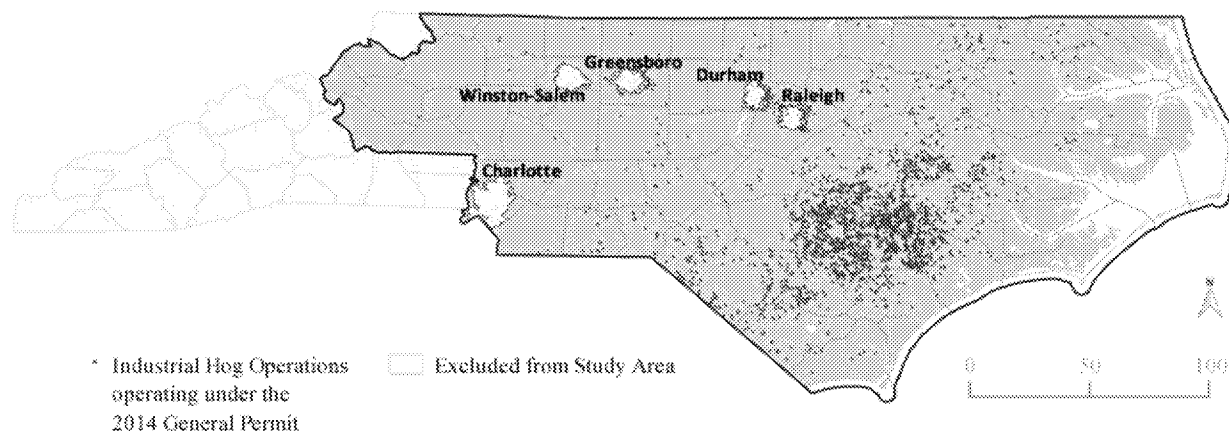 Greensboro
Durham
Winston-Salem
Raleigh
Charlotte
N
Industrial Hog Operations
operating under the
2014 General Permit
Excluded from Study Area
0 50 100